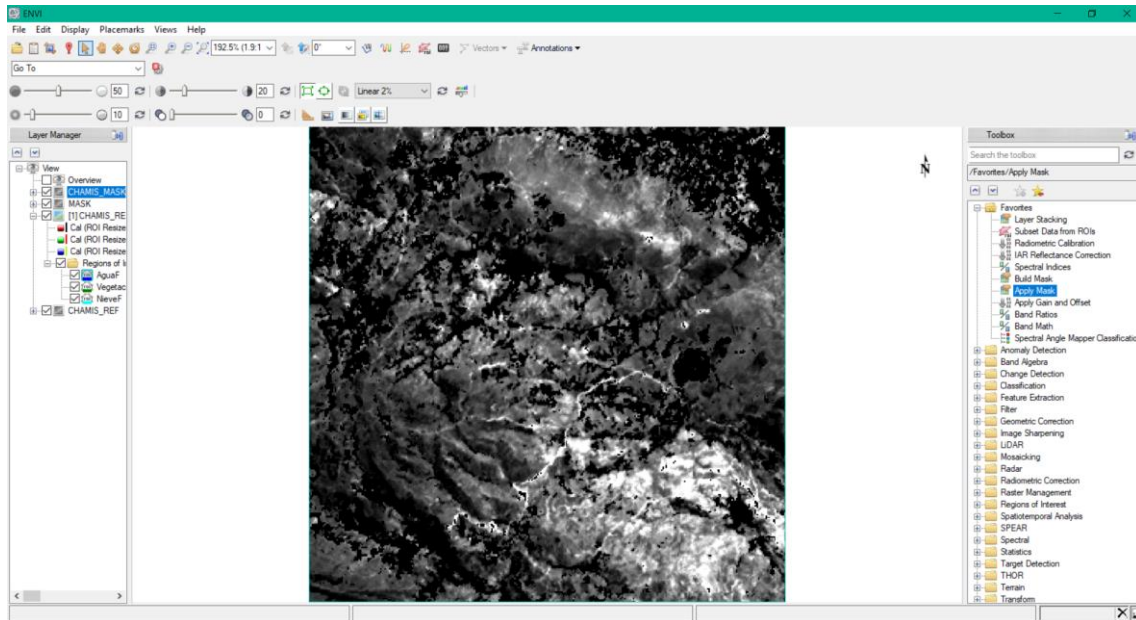 ENVI
File Edit Display Placemarks Views Help
192.5% (1.9:1 0° Vectors Annotations
Go To
50 20 Linear 2%
10 0
Layer Manager
View
Overview
CHAMIS_MASK
MASK
[1] CHAMIS_RE
Cal (ROI Resize
Cal (ROI Resize
Cal (ROI Resize
Regions of I
AguaF
Vegetac
NieveF
CHAMIS_REF
N
Toolbox
Search the toolbox
/Favorites/Apply Mask
Favorites
Layer Stacking
Subset Data from ROIs
Radiometric Calibration
IAR Reflectance Correction
Spectral Indices
Build Mask
Apply Mask
Apply Gain and Offset
Band Ratios
Band Math
Spectral Angle Mapper Classificatio
Anomaly Detection
Band Algebra
Change Detection
Classification
Feature Extraction
Filter
Geometric Correction
Image Sharpening
LiDAR
Mosaicking
Radar
Radiometric Correction
Raster Management
Regions of Interest
Spatiotemporal Analysis
SPEAR
Spectral
Statistics
Target Detection
THOR
Terrain
Transform